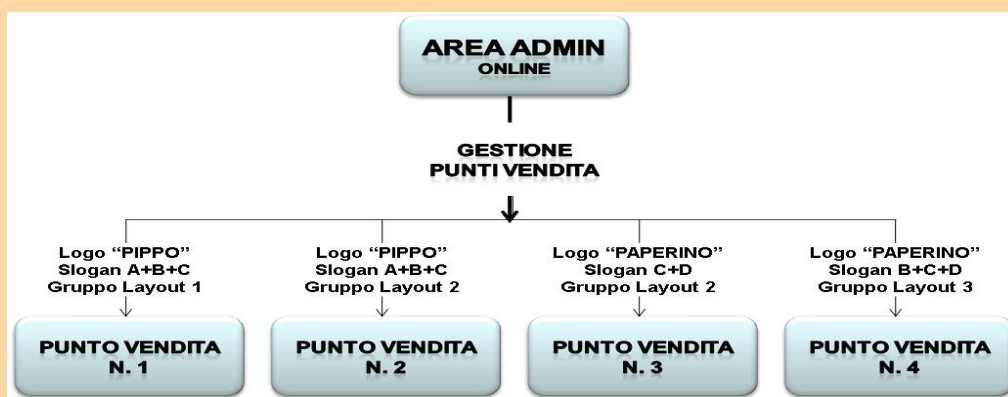 AREA ADMIN
ONLINE
GESTIONE
PUNTI VENDITA
Logo “PIPPO”
Slogan A+B+C
Gruppo Layout 1
Logo “PIPPO”
Slogan A+B+C
Gruppo Layout 2
Logo “PAPERINO”
Slogan C+D
Gruppo Layout 2
Logo “PAPERINO”
Slogan B+C+D
Gruppo Layout 3
PUNTO VENDITA
N. 1
PUNTO VENDITA
N. 2
PUNTO VENDITA
N. 3
PUNTO VENDITA
N. 4